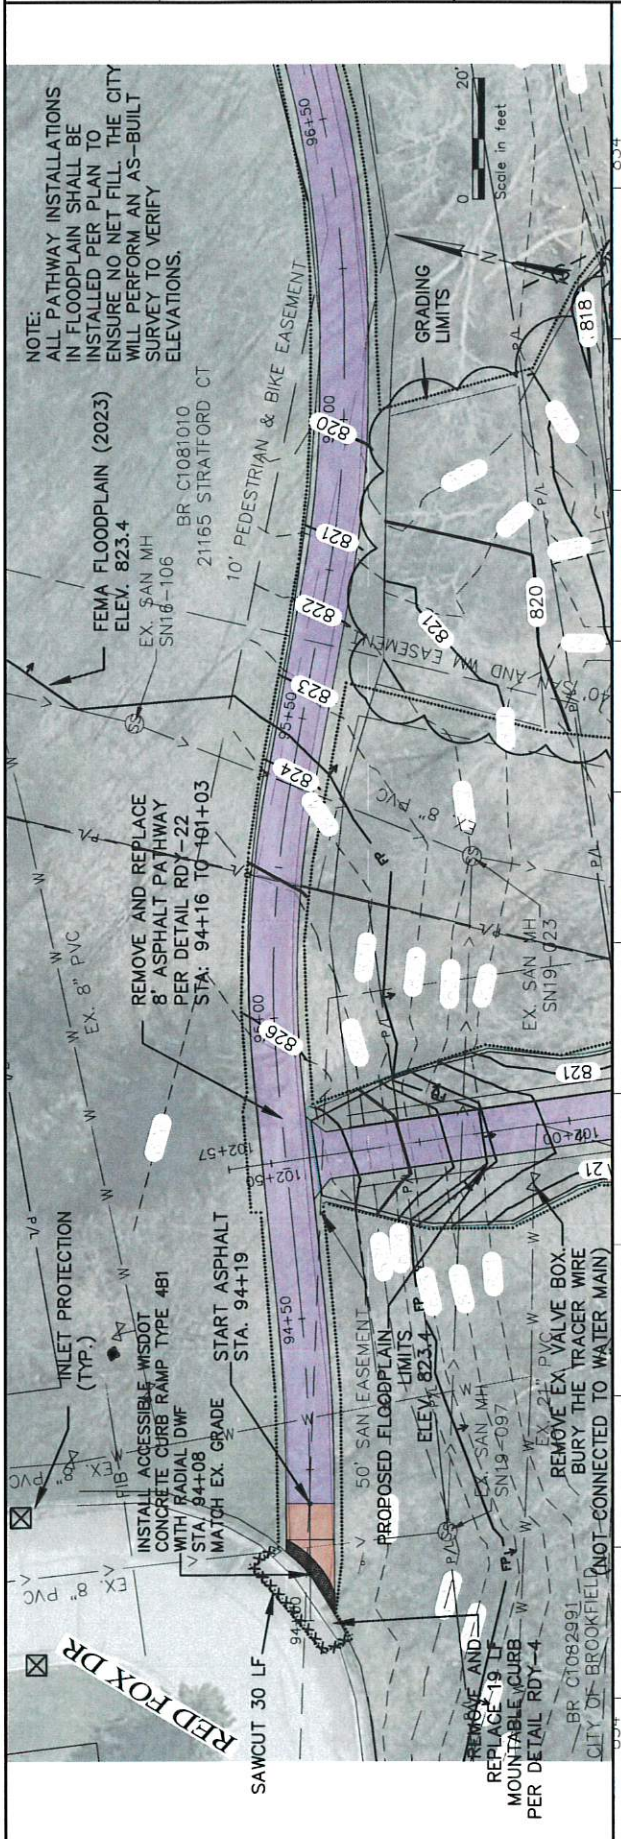 NOTE:
ALL PATHWAY INSTALLATIONS
IN FLOODPLAIN SHALL BE
INSTALLED PER PLAN TO
ENSURE NO NET FILL. THE CITY
WILL PERFORM AN AS-BUILT
SURVEY TO VERIFY
ELEVATIONS.
FEMA FLOODPLAIN (2023)
ELEV. 823.4
EX. SAN MH
SN16-106
BR C1081010
21165 STRATFORD CT
10' PEDESTRIAN & BIKE EASEMENT
REMOVE AND REPLACE
8' ASPHALT PATHWAY
PER DETAIL RDY-22
STA. 94+16 TO 101+03
EX. 8" PVC
INLET PROTECTION
(TYP.)
INSTALL ACCESSIBLE WISDOT
CONCRETE CURB RAMP TYPE 4B1
WITH RADIAL DWF
STA. 94+08
MATCH EX. GRADE
START ASPHALT
STA. 94+19
EX. 8" PVC
FIB
RED FOX DR
SAWCUT 30 LF
94+00
94+50
102+50
102+57
826
824
95+50
823
822
821
820
96+50
GRADING
LIMITS
0 20'
Scale in feet
N
818
820
821
AND WM EASEMENT
40'
P/L
EX. 8" PVC
SS
EX. SAN MH
SN19-023
FP
821
102+00
50' SAN EASEMENT
PROPOSED FLOODPLAIN
LIMITS
ELEV. 823.4
EX. SAN MH
SN19-097
EX. 21" PVC
REMOVE EX VALVE BOX.
BURY THE TRACER WIRE
(NOT CONNECTED TO WATER MAIN)
REMOVE AND
REPLACE 19 LF
MOUNTABLE CURB
PER DETAIL RDY-4
BR C1082991
CITY OF BROOKFIELD
834